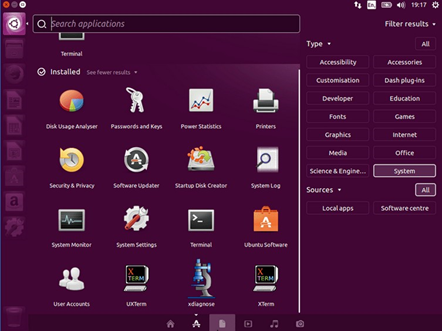 En
19:17
Search applications
Filter results
Terminal
Installed
See fewer results
Disk Usage Analyser
Passwords and Keys
Power Statistics
Printers
Security & Privacy
Software Updater
Startup Disk Creator
System Log
System Monitor
System Settings
Terminal
Ubuntu Software
User Accounts
X TERM
UXTerm
xdiagnose
X TERM
XTerm
Type
All
Accessibility
Accessories
Customisation
Dash plug-ins
Developer
Education
Fonts
Games
Graphics
Internet
Media
Office
Science & Engine...
System
Sources
All
Local apps
Software centre